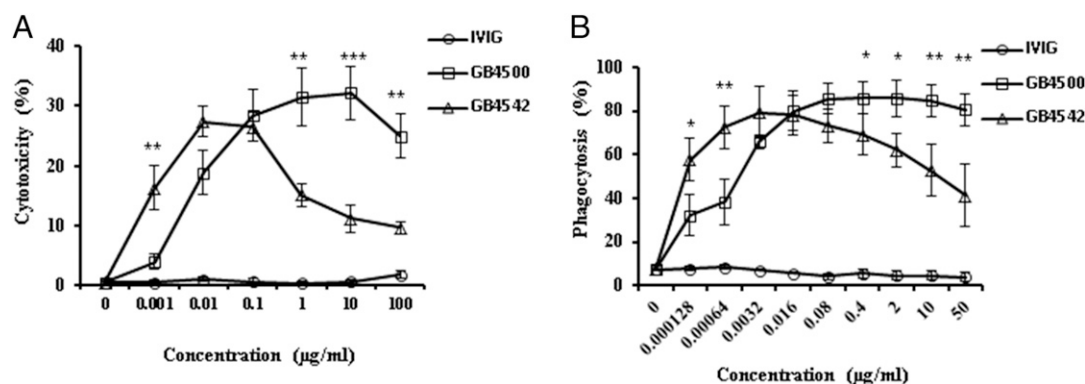 A
IVIG
GB4500
GB4542
Cytotoxicity (%)
40
30
20
10
0
** ** *** **
0 0.001 0.01 0.1 1 10 100
Concentration (µg/ml)
B
IVIG
GB4500
GB4542
Phagocytosis (%)
100
80
60
40
20
0
* ** * * ** **
0 0.000128 0.00064 0.0032 0.016 0.08 0.4 2 10 50
Concentration (µg/ml)